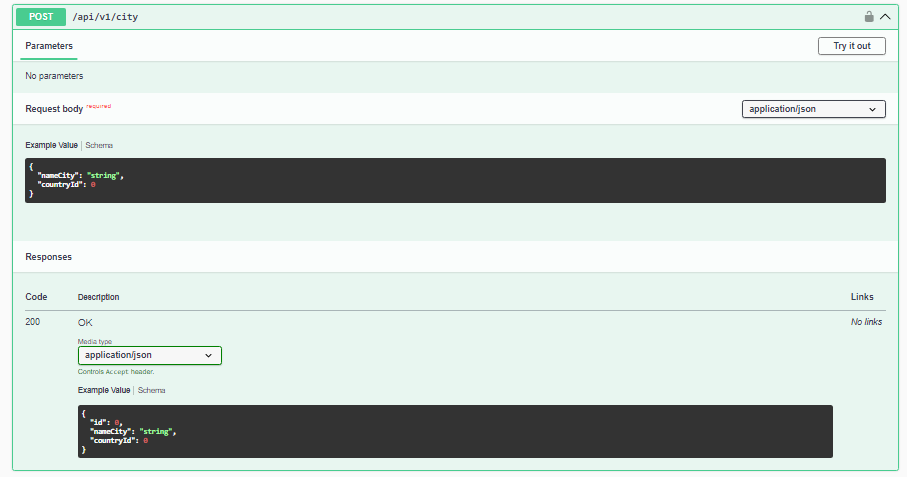 POST /api/v1/city
Parameters Try it out
No parameters
Request body required application/json
Example Value | Schema
{
"nameCity": "string",
"countryId": 0
}
Responses
Code Description Links
200 OK No links
Media type
application/json
Controls Accept header.
Example Value | Schema
{
"id": 0,
"nameCity": "string",
"countryId": 0
}